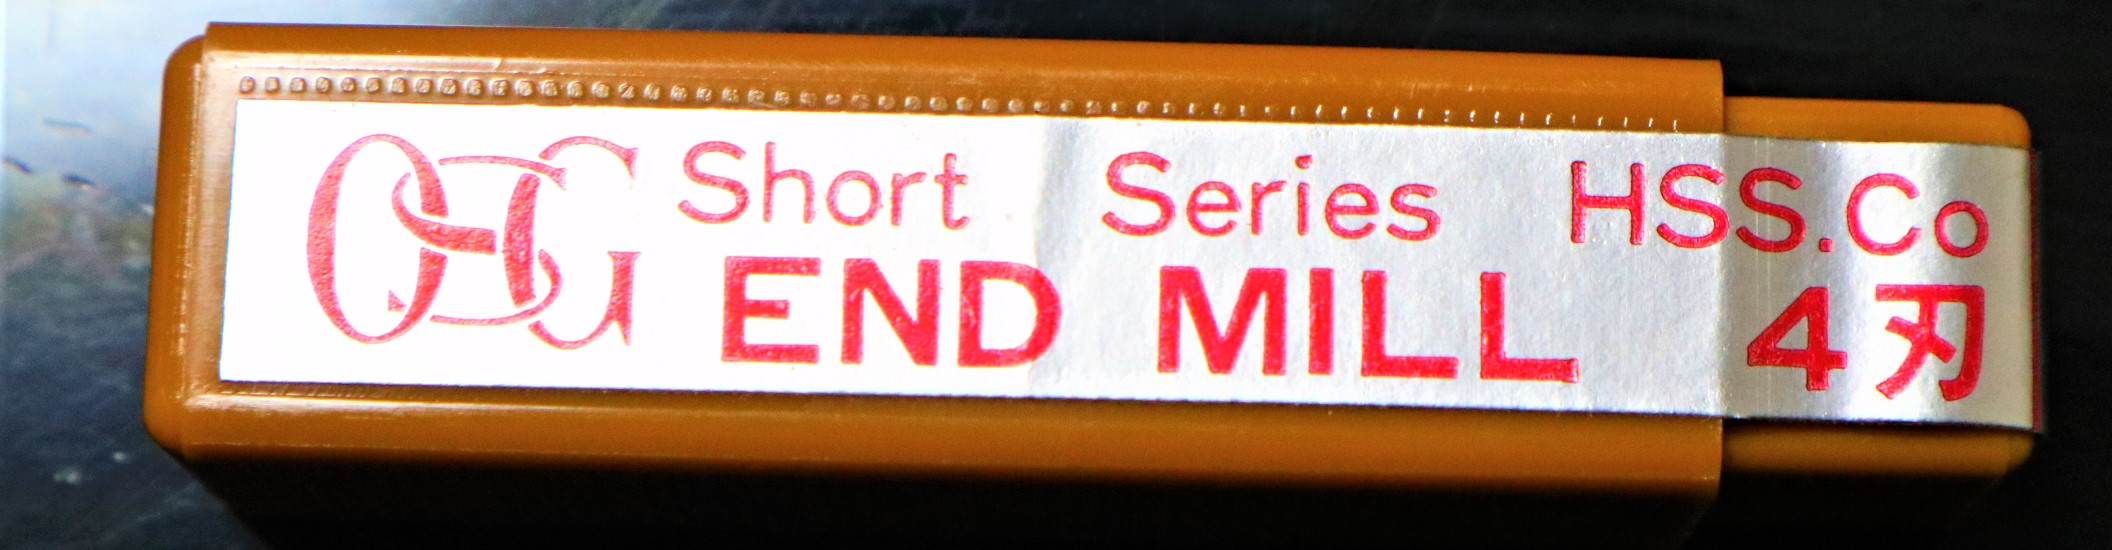 OSG Short Series HSS.Co
END MILL 4刃